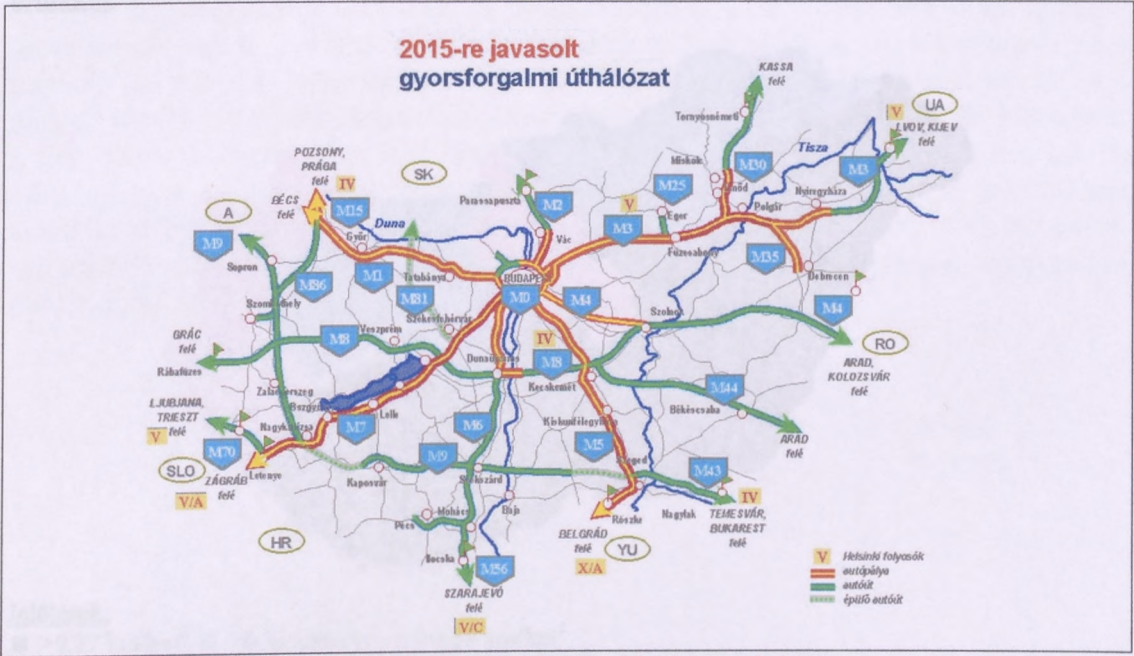 2015-re javasolt
gyorsforgalmi úthálózat
KASSA
felé
Tornyosnémeti
V
UA
LVOV, KIJEV
felé
Tisza
POZSONY,
PRÁGA
felé
IV
SK
Miskolc
M30
M3
BÉCS
felé
M15
Parassapuszta
M2
M25
Nyíregyháza
A
Duna
V
Eger
Polgár
M9
Győr
Vác
M3
Füzesabony
M35
Sopron
M1
Tatabánya
Debrecen
M86
M81
BUDAPEST
M0
M4
M4
Szombathely
Székesfehérvár
Szolnok
GRÁC
felé
M8
Veszprém
IV
RO
Rábafüzes
Dunaújváros
M8
ARAD,
KOLOZSVÁR
felé
Zalaegerszeg
Kecskemét
M44
LJUBJANA,
TRIESZT
felé
V
Lelle
Békéscsaba
Nagykanizsa
M7
M6
Kiskunfélegyháza
ARAD
felé
M70
M9
M5
SLO
ZÁGRÁB
felé
Letenye
Szeged
M43
V/A
Kaposvár
Szekszárd
IV
Baja
Nagylak
TEMESVÁR,
BUKAREST
felé
Mohács
Pécs
Röszke
HR
BELGRÁD
felé
YU
Bocska
M56
X/A
V Helsinki folyosók
autópálya
autóút
épülő autóút
SZARAJEVÓ
felé
V/C